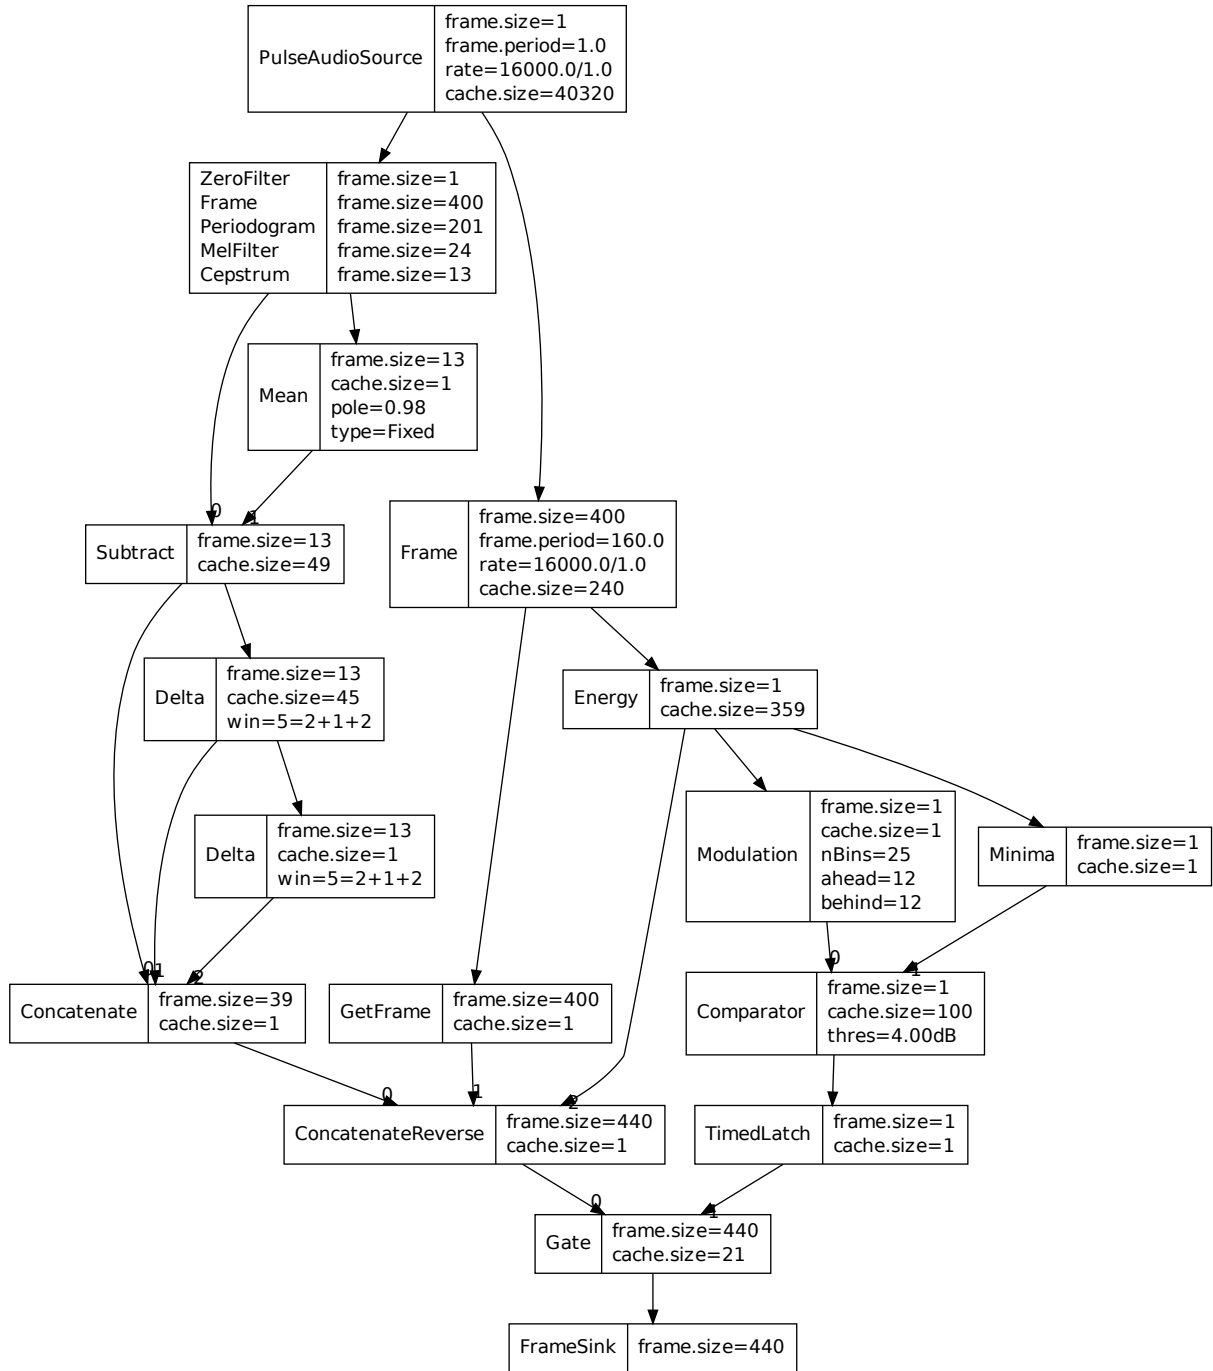 PulseAudioSource
frame.size=1
frame.period=1.0
rate=16000.0/1.0
cache.size=40320
ZeroFilter
Frame
Periodogram
MelFilter
Cepstrum
frame.size=1
frame.size=400
frame.size=201
frame.size=24
frame.size=13
Mean
frame.size=13
cache.size=1
pole=0.98
type=Fixed
0
1
Subtract
frame.size=13
cache.size=49
Frame
frame.size=400
frame.period=160.0
rate=16000.0/1.0
cache.size=240
Delta
frame.size=13
cache.size=45
win=5=2+1+2
Energy
frame.size=1
cache.size=359
Delta
frame.size=13
cache.size=1
win=5=2+1+2
Modulation
frame.size=1
cache.size=1
nBins=25
ahead=12
behind=12
Minima
frame.size=1
cache.size=1
0
1
2
0
1
Concatenate
frame.size=39
cache.size=1
GetFrame
frame.size=400
cache.size=1
Comparator
frame.size=1
cache.size=100
thres=4.00dB
0
1
2
ConcatenateReverse
frame.size=440
cache.size=1
TimedLatch
frame.size=1
cache.size=1
0
1
Gate
frame.size=440
cache.size=21
FrameSink
frame.size=440